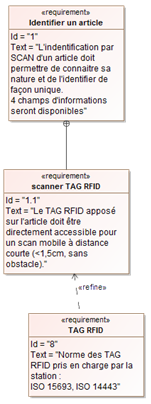 «requirement»
Identifier un article
Id = "1"
Text = "L'indentification par
SCAN d'un article doit
permettre de connaitre sa
nature et de l'identifier de
façon unique.
4 champs d'informations
seront disponibles"
«requirement»
scanner TAG RFID
Id = "1.1"
Text = "Le TAG RFID apposé
sur l'article doit être
directement accessible pour
un scan mobile à distance
courte (<1,5cm, sans
obstacle)."
«refine»
«requirement»
TAG RFID
Id = "8"
Text = "Norme des TAG
RFID pris en charge par la
station :
ISO 15693, ISO 14443"